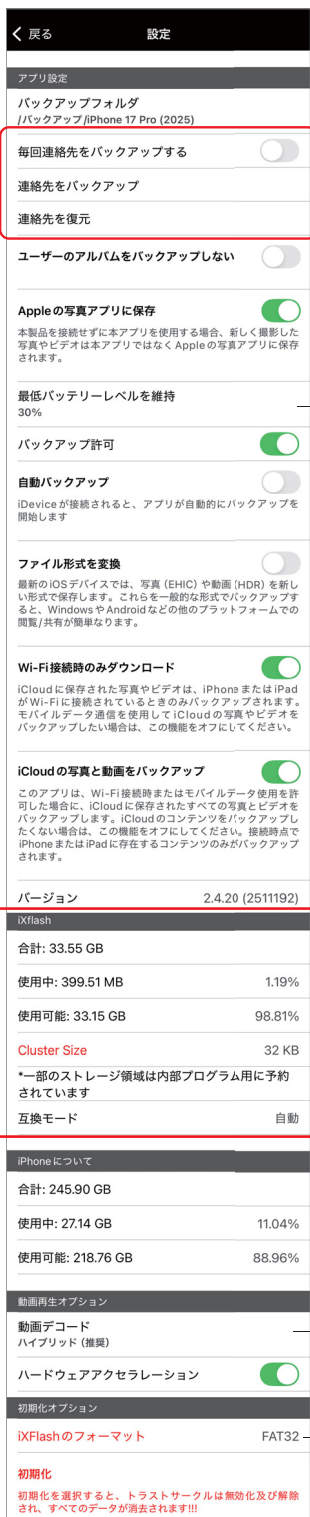 戻る 設定
アプリ設定
バックアップフォルダ
/バックアップ/iPhone 17 Pro (2025)
毎回連絡先をバックアップする
連絡先をバックアップ
連絡先を復元
ユーザーのアルバムをバックアップしない
Appleの写真アプリに保存
本製品を接続せずに本アプリを使用する場合、新しく撮影した
写真やビデオは本アプリではなくAppleの写真アプリに保存
されます。
最低バッテリーレベルを維持
30%
バックアップ許可
自動バックアップ
iDeviceが接続されると、アプリが自動的にバックアップを
開始します
ファイル形式を変換
最新のiOSデバイスでは、写真 (EHIC) や動画 (HDR) を新し
い形式で保存します。これらを一般的な形式でバックアップす
ると、WindowsやAndroidなどの他のプラットフォームでの
閲覧/共有が簡単なります。
Wi-Fi接続時のみダウンロード
iCloudに保存された写真やビデオは、iPhoneまたはiPad
がWi-Fiに接続されているときのみバックアップされます。
モバイルデータ通信を使用してiCloudの写真やビデオを
バックアップしたい場合は、この機能をオフにしてください。
iCloudの写真と動画をバックアップ
このアプリは、Wi-Fi接続時またはモバイルデータ使用を許
可した場合に、iCloudに保存されたすべての写真とビデオを
バックアップします。iCloudのコンテンツをバックアップし
たくない場合は、この機能をオフにしてください。接続時点で
iPhoneまたはiPadに存在するコンテンツのみがバックアップ
されます。
バージョン 2.4.20 (2511192)
iXflash
合計: 33.55 GB
使用中: 399.51 MB 1.19%
使用可能: 33.15 GB 98.81%
Cluster Size 32 KB
*一部のストレージ領域は内部プログラム用に予約
されています
互換モード 自動
iPhoneについて
合計: 245.90 GB
使用中: 27.14 GB 11.04%
使用可能: 218.76 GB 88.96%
動画再生オプション
動画デコード
ハイブリッド (推奨)
ハードウェアアクセラレーション
初期化オプション
iXFlashのフォーマット FAT32
初期化
初期化を選択すると、トラストサークルは無効化及び解除
され、すべてのデータが消去されます!!!